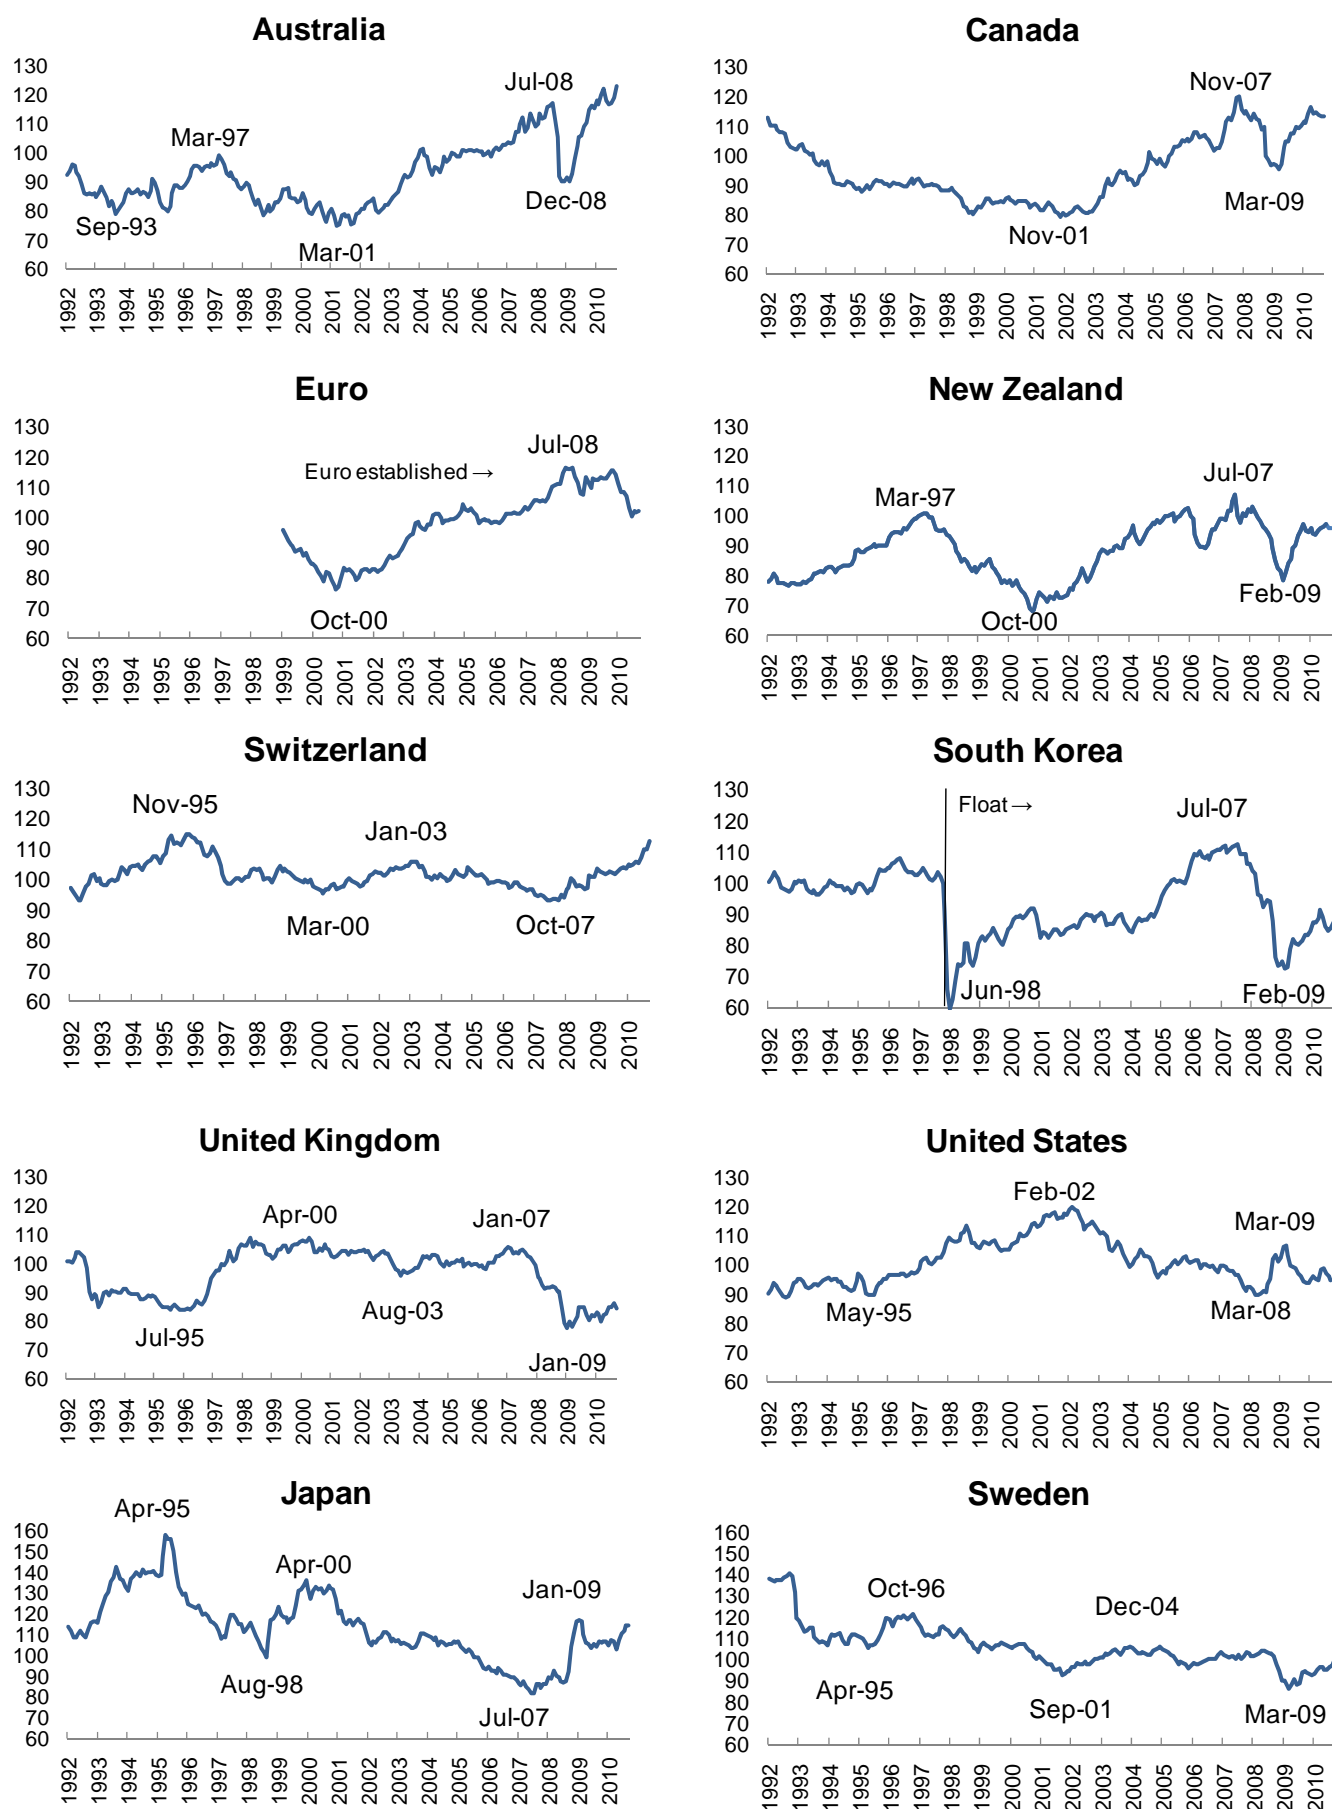 Australia
130
120
110
100
90
80
70
60
Jul-08
Mar-97
Sep-93
Dec-08
Mar-01
1992 1993 1994 1995 1996 1997 1998 1999 2000 2001 2002 2003 2004 2005 2006 2007 2008 2009 2010
Canada
130
120
110
100
90
80
70
60
Nov-07
Mar-09
Nov-01
1992 1993 1994 1995 1996 1997 1998 1999 2000 2001 2002 2003 2004 2005 2006 2007 2008 2009 2010
Euro
130
120
110
100
90
80
70
60
Jul-08
Euro established →
Oct-00
1992 1993 1994 1995 1996 1997 1998 1999 2000 2001 2002 2003 2004 2005 2006 2007 2008 2009 2010
New Zealand
130
120
110
100
90
80
70
60
Jul-07
Mar-97
Feb-09
Oct-00
1992 1993 1994 1995 1996 1997 1998 1999 2000 2001 2002 2003 2004 2005 2006 2007 2008 2009 2010
Switzerland
130
120
110
100
90
80
70
60
Nov-95
Jan-03
Mar-00
Oct-07
1992 1993 1994 1995 1996 1997 1998 1999 2000 2001 2002 2003 2004 2005 2006 2007 2008 2009 2010
South Korea
130
120
110
100
90
80
70
60
Float →
Jul-07
Jun-98
Feb-09
1992 1993 1994 1995 1996 1997 1998 1999 2000 2001 2002 2003 2004 2005 2006 2007 2008 2009 2010
United Kingdom
130
120
110
100
90
80
70
60
Apr-00
Jan-07
Aug-03
Jul-95
Jan-09
1992 1993 1994 1995 1996 1997 1998 1999 2000 2001 2002 2003 2004 2005 2006 2007 2008 2009 2010
United States
130
120
110
100
90
80
70
60
Feb-02
Mar-09
May-95
Mar-08
1992 1993 1994 1995 1996 1997 1998 1999 2000 2001 2002 2003 2004 2005 2006 2007 2008 2009 2010
Japan
160
150
140
130
120
110
100
90
80
70
60
Apr-95
Apr-00
Jan-09
Aug-98
Jul-07
1992 1993 1994 1995 1996 1997 1998 1999 2000 2001 2002 2003 2004 2005 2006 2007 2008 2009 2010
Sweden
160
150
140
130
120
110
100
90
80
70
60
Oct-96
Dec-04
Apr-95
Sep-01
Mar-09
1992 1993 1994 1995 1996 1997 1998 1999 2000 2001 2002 2003 2004 2005 2006 2007 2008 2009 2010